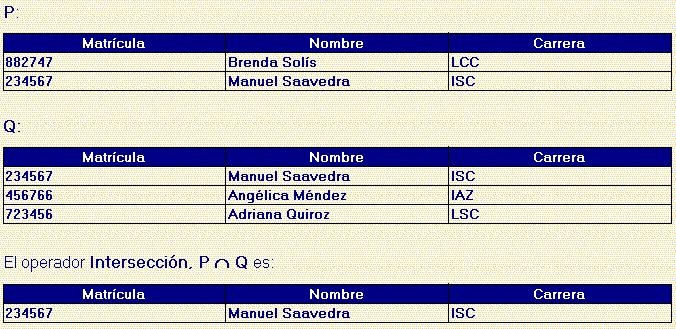 P:
Matrícula Nombre Carrera
882747 Brenda Solís LCC
234567 Manuel Saavedra ISC
Q:
Matrícula Nombre Carrera
234567 Manuel Saavedra ISC
456766 Angélica Méndez IAZ
723456 Adriana Quiroz LSC
El operador Intersección, P ∩ Q es:
Matrícula Nombre Carrera
234567 Manuel Saavedra ISC